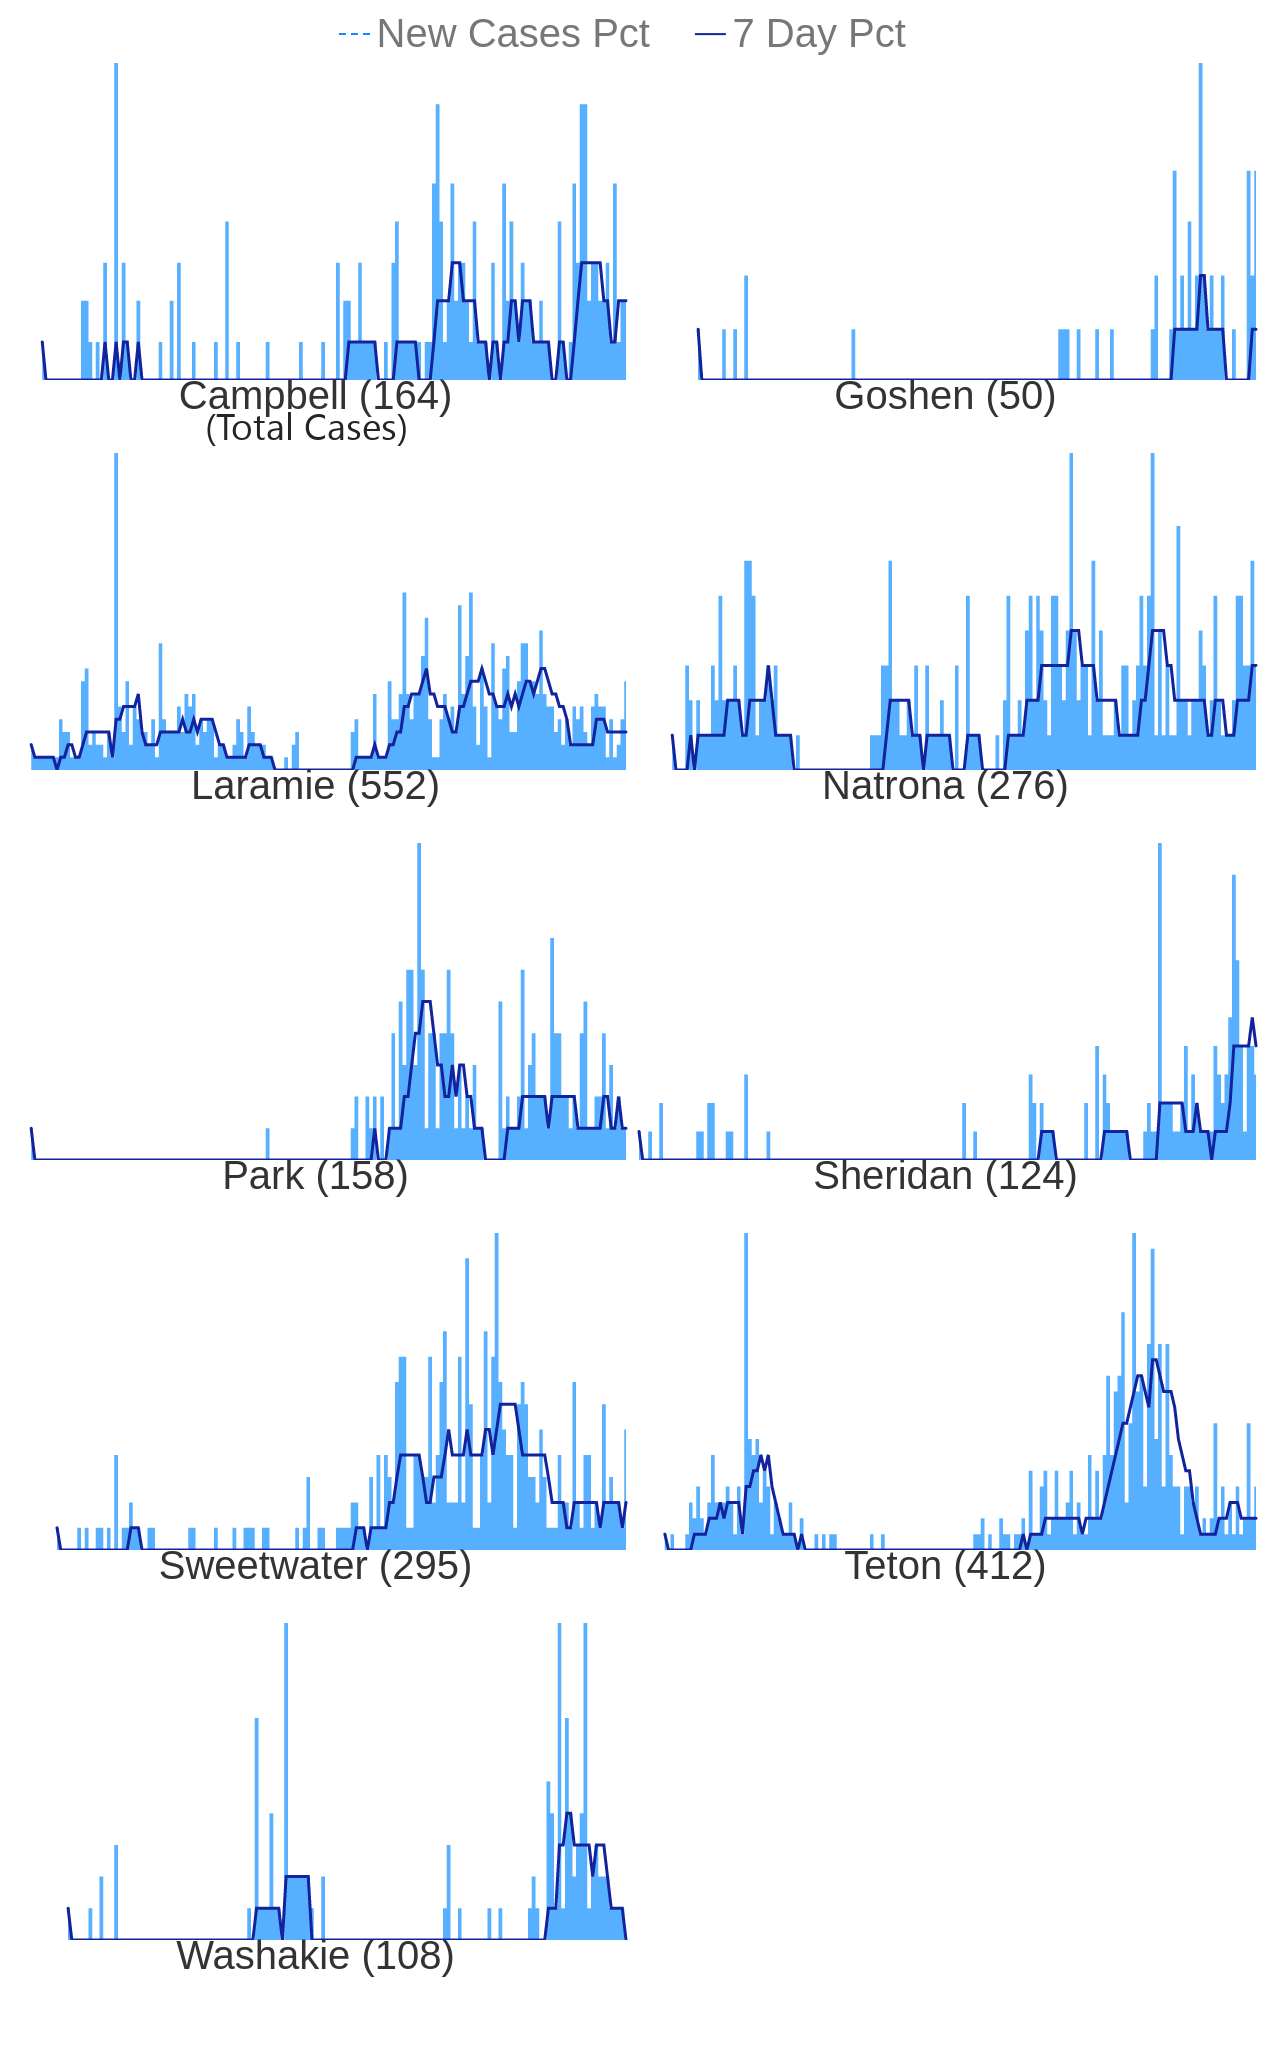 New Cases Pct 7 Day Pct
Campbell (164)
(Total Cases)
Goshen (50)
Laramie (552)
Natrona (276)
Park (158)
Sheridan (124)
Sweetwater (295)
Teton (412)
Washakie (108)